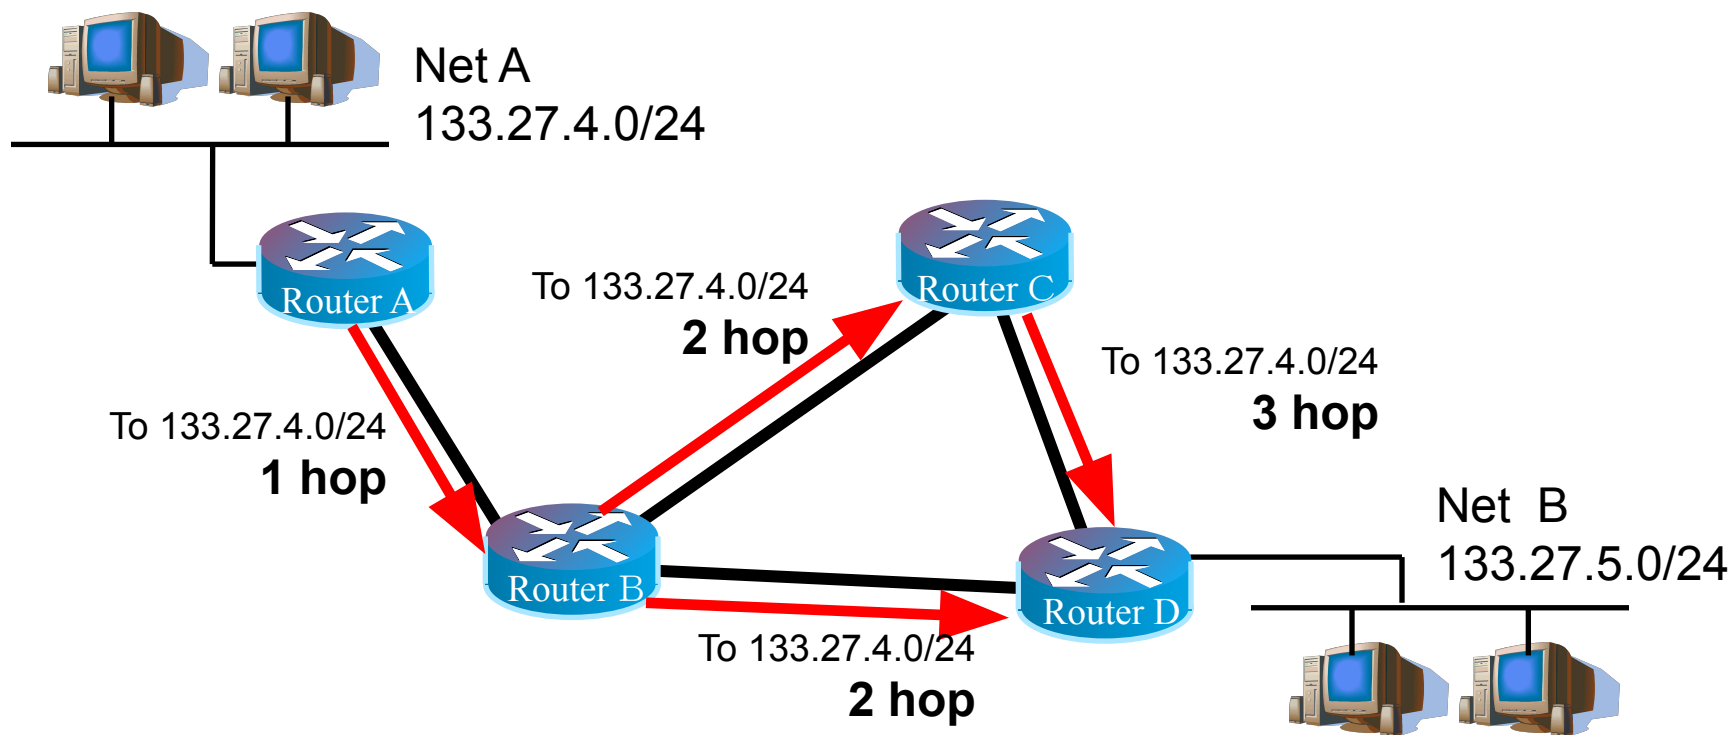 Net A
133.27.4.0/24
Router A
To 133.27.4.0/24
2 hop
Router C
To 133.27.4.0/24
3 hop
To 133.27.4.0/24
1 hop
Router B
Router D
Net B
133.27.5.0/24
To 133.27.4.0/24
2 hop